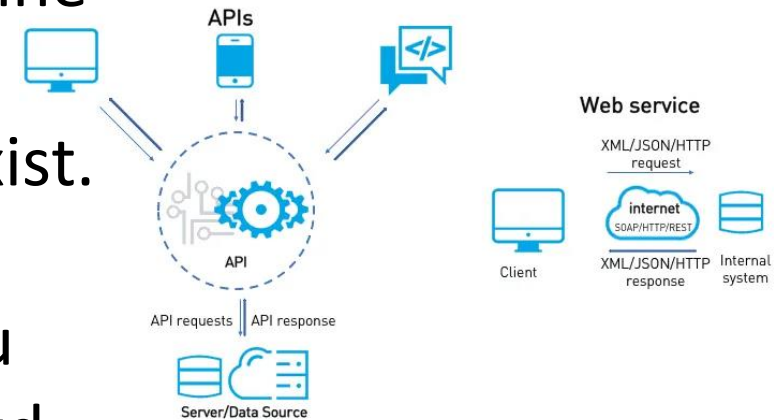 APIs
xist.
API
API requests
API response
Server/Data Source
Web service
XML/JSON/HTTP
request
internet
SOAP/HTTP/REST
Client
XML/JSON/HTTP
response
Internal
system